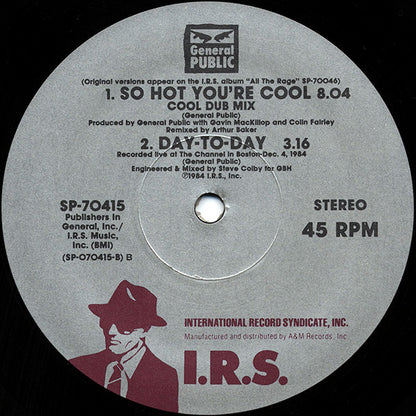 General
PUBLIC
(Original versions appear on the I.R.S. album "All The Rage" SP-70046)
1. SO HOT YOU'RE COOL 8.04
COOL DUB MIX
(General Public)
Produced by General Public with Gavin MacKillop and Colin Fairley
Remixed by Arthur Baker
2. DAY-TO-DAY 3.16
Recorded live at The Channel in Boston-Dec. 4, 1984
(General Public)
Engineered & Mixed by Steve Colby for GBH
℗1984 I.R.S., Inc.
SP-70415
Publishers In
General, Inc./
I.R.S. Music,
Inc. (BMI)
(SP-070415-B) B
STEREO
45 RPM
INTERNATIONAL RECORD SYNDICATE, INC.
Manufactured and distributed by A&M Records, Inc
I.R.S.